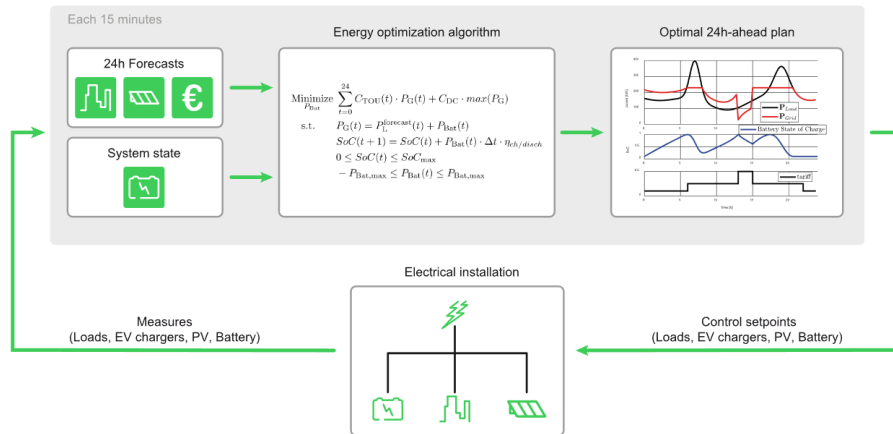 Each 15 minutes
24h Forecasts
€
System state
Energy optimization algorithm
Minimize ∑ C_TOU(t) · P_G(t) + C_DC · max(P_G)
P_Bat t=0 24
s.t. P_G(t) = P_L^forecast(t) + P_Bat(t)
SoC(t + 1) = SoC(t) + P_Bat(t) · Δt · η_ch/disch
0 ≤ SoC(t) ≤ SoC_max
− P_Bat,max ≤ P_Bat(t) ≤ P_Bat,max
Optimal 24h-ahead plan
P_Load
P_Grid
Battery State of Charge
SoC
tariff
Time [h]
Electrical installation
Measures
(Loads, EV chargers, PV, Battery)
Control setpoints
(Loads, EV chargers, PV, Battery)